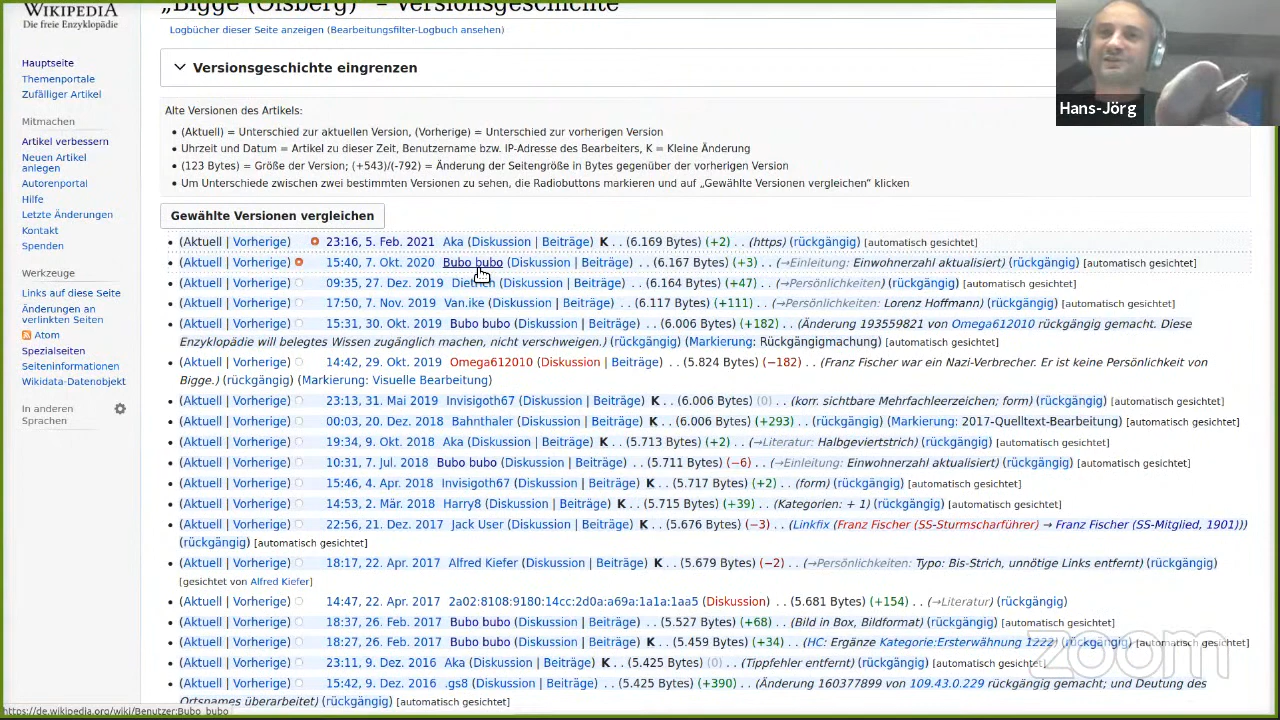 WIKIPEDIA
Die freie Enzyklopädie
„Bigge (Olsberg)“ – Versionsgeschichte
Logbücher dieser Seite anzeigen (Bearbeitungsfilter-Logbuch ansehen)
Versionsgeschichte eingrenzen
Hauptseite
Themenportale
Zufälliger Artikel
Mitmachen
Artikel verbessern
Neuen Artikel
anlegen
Autorenportal
Hilfe
Letzte Änderungen
Kontakt
Spenden
Werkzeuge
Links auf diese Seite
Änderungen an
verlinkten Seiten
Atom
Spezialseiten
Seiteninformationen
Wikidata-Datenobjekt
In anderen
Sprachen
Alte Versionen des Artikels:
• (Aktuell) = Unterschied zur aktuellen Version, (Vorherige) = Unterschied zur vorherigen Version
• Uhrzeit und Datum = Artikel zu dieser Zeit, Benutzername bzw. IP-Adresse des Bearbeiters, K = Kleine Änderung
• (123 Bytes) = Größe der Version; (+543)/(-792) = Änderung der Seitengröße in Bytes gegenüber der vorherigen Version
• Um Unterschiede zwischen zwei bestimmten Versionen zu sehen, die Radiobuttons markieren und auf „Gewählte Versionen vergleichen“ klicken
Gewählte Versionen vergleichen
• (Aktuell | Vorherige) 23:16, 5. Feb. 2021 Aka (Diskussion | Beiträge) K . . (6.169 Bytes) (+2) . . (https) (rückgängig) [automatisch gesichtet]
• (Aktuell | Vorherige) 15:40, 7. Okt. 2020 Bubo bubo (Diskussion | Beiträge) . . (6.167 Bytes) (+3) . . (→Einleitung: Einwohnerzahl aktualisiert) (rückgängig) [automatisch gesichtet]
• (Aktuell | Vorherige) 09:35, 27. Dez. 2019 (Diskussion | Beiträge) . . (6.164 Bytes) (+47) . . (→Persönlichkeiten) (rückgängig) [automatisch gesichtet]
• (Aktuell | Vorherige) 17:50, 7. Nov. 2019 Van.ike (Diskussion | Beiträge) . . (6.117 Bytes) (+111) . . (→Persönlichkeiten: Lorenz Hoffmann) (rückgängig) [automatisch gesichtet]
• (Aktuell | Vorherige) 15:31, 30. Okt. 2019 Bubo bubo (Diskussion | Beiträge) . . (6.006 Bytes) (+182) . . (Änderung 193559821 von Omega612010 rückgängig gemacht. Diese
Enzyklopädie will belegtes Wissen zugänglich machen, nicht verschweigen.) (rückgängig) (Markierung: Rückgängigmachung) [automatisch gesichtet]
• (Aktuell | Vorherige) 14:42, 29. Okt. 2019 Omega612010 (Diskussion | Beiträge) . . (5.824 Bytes) (−182) . . (Franz Fischer war ein Nazi-Verbrecher. Er ist keine Persönlichkeit von
Bigge.) (rückgängig) (Markierung: Visuelle Bearbeitung)
• (Aktuell | Vorherige) 23:13, 31. Mai 2019 Invisigoth67 (Diskussion | Beiträge) K . . (6.006 Bytes) (0) . . (korr. sichtbare Mehrfachleerzeichen; form) (rückgängig) [automatisch gesichtet]
• (Aktuell | Vorherige) 00:03, 20. Dez. 2018 Bahnthaler (Diskussion | Beiträge) K . . (6.006 Bytes) (+293) . . (rückgängig) (Markierung: 2017-Quelltext-Bearbeitung) [automatisch gesichtet]
• (Aktuell | Vorherige) 19:34, 9. Okt. 2018 Aka (Diskussion | Beiträge) K . . (5.713 Bytes) (+2) . . (→Literatur: Halbgeviertstrich) (rückgängig) [automatisch gesichtet]
• (Aktuell | Vorherige) 10:31, 7. Jul. 2018 Bubo bubo (Diskussion | Beiträge) . . (5.711 Bytes) (−6) . . (→Einleitung: Einwohnerzahl aktualisiert) (rückgängig) [automatisch gesichtet]
• (Aktuell | Vorherige) 15:46, 4. Apr. 2018 Invisigoth67 (Diskussion | Beiträge) K . . (5.717 Bytes) (+2) . . (form) (rückgängig) [automatisch gesichtet]
• (Aktuell | Vorherige) 14:53, 2. Mär. 2018 Harry8 (Diskussion | Beiträge) K . . (5.715 Bytes) (+39) . . (Kategorien: + 1) (rückgängig) [automatisch gesichtet]
• (Aktuell | Vorherige) 22:56, 21. Dez. 2017 Jack User (Diskussion | Beiträge) K . . (5.676 Bytes) (−3) . . (Linkfix (Franz Fischer (SS-Sturmscharführer) → Franz Fischer (SS-Mitglied, 1901)))
(rückgängig) [automatisch gesichtet]
• (Aktuell | Vorherige) 18:17, 22. Apr. 2017 Alfred Kiefer (Diskussion | Beiträge) K . . (5.679 Bytes) (−2) . . (→Persönlichkeiten: Typo: Bis-Strich, unnötige Links entfernt) (rückgängig)
[gesichtet von Alfred Kiefer]
• (Aktuell | Vorherige) 14:47, 22. Apr. 2017 2a02:8108:9180:14cc:2d0a:a69a:1a1a:1aa5 (Diskussion) . . (5.681 Bytes) (+154) . . (→Literatur) (rückgängig)
• (Aktuell | Vorherige) 18:37, 26. Feb. 2017 Bubo bubo (Diskussion | Beiträge) . . (5.527 Bytes) (+68) . . (Bild in Box, Bildformat) (rückgängig) [automatisch gesichtet]
• (Aktuell | Vorherige) 18:27, 26. Feb. 2017 Bubo bubo (Diskussion | Beiträge) K . . (5.459 Bytes) (+34) . . (HC: Ergänze Kategorie:Ersterwähnung 1222) (rückgängig) [automatisch gesichtet]
• (Aktuell | Vorherige) 23:11, 9. Dez. 2016 Aka (Diskussion | Beiträge) K . . (5.425 Bytes) (0) . . (Tippfehler entfernt) (rückgängig) [automatisch gesichtet]
• (Aktuell | Vorherige) 15:42, 9. Dez. 2016 .gs8 (Diskussion | Beiträge) . . (5.425 Bytes) (+390) . . (Änderung 160377899 von 109.43.0.229 rückgängig gemacht; und Deutung des
Ortsnames überarbeitet) (rückgängig) [automatisch gesichtet]
https://de.wikipedia.org/wiki/Benutzer:Bubo_bubo
Hans-Jörg
zoom